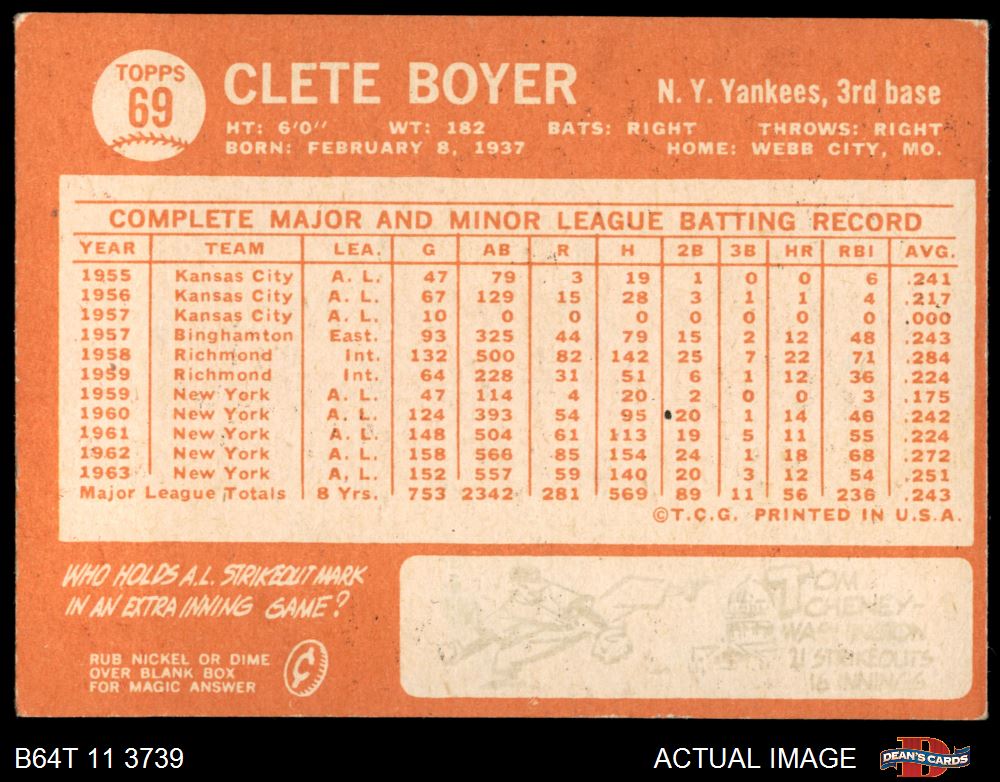 TOPPS
69
CLETE BOYER
N. Y. Yankees, 3rd base
HT: 6'0" WT: 182 BATS: RIGHT THROWS: RIGHT
BORN: FEBRUARY 8, 1937 HOME: WEBB CITY, MO.
COMPLETE MAJOR AND MINOR LEAGUE BATTING RECORD
YEAR TEAM LEA. G AB R H 2B 3B HR RBI AVG.
1955 Kansas City A. L. 47 79 3 19 1 0 0 6 .241
1956 Kansas City A. L. 67 129 15 28 3 1 1 4 .217
1957 Kansas City A. L. 10 0 0 0 0 0 0 0 .000
1957 Binghamton East. 93 325 44 79 15 2 12 48 .243
1958 Richmond Int. 132 500 82 142 25 7 22 71 .284
1959 Richmond Int. 64 228 31 51 6 1 12 36 .224
1959 New York A. L. 47 114 4 20 2 0 0 3 .175
1960 New York A. L. 124 393 54 95 20 1 14 46 .242
1961 New York A. L. 148 504 61 113 19 5 11 55 .224
1962 New York A. L. 158 566 85 154 24 1 18 68 .272
1963 New York A, L. 152 557 59 140 20 3 12 54 .251
Major League Totals 8 Yrs. 753 2342 281 569 89 11 56 236 .243
©T.C.G. PRINTED IN U.S.A.
WHO HOLDS A.L. STRIKEOUT MARK
IN AN EXTRA INNING GAME?
RUB NICKEL OR DIME
OVER BLANK BOX
FOR MAGIC ANSWER
TOM
CHENEY-
WASHINGTON
21 STRIKEOUTS
16 INNINGS
B64T 11 3739
ACTUAL IMAGE
DEAN'S CARDS